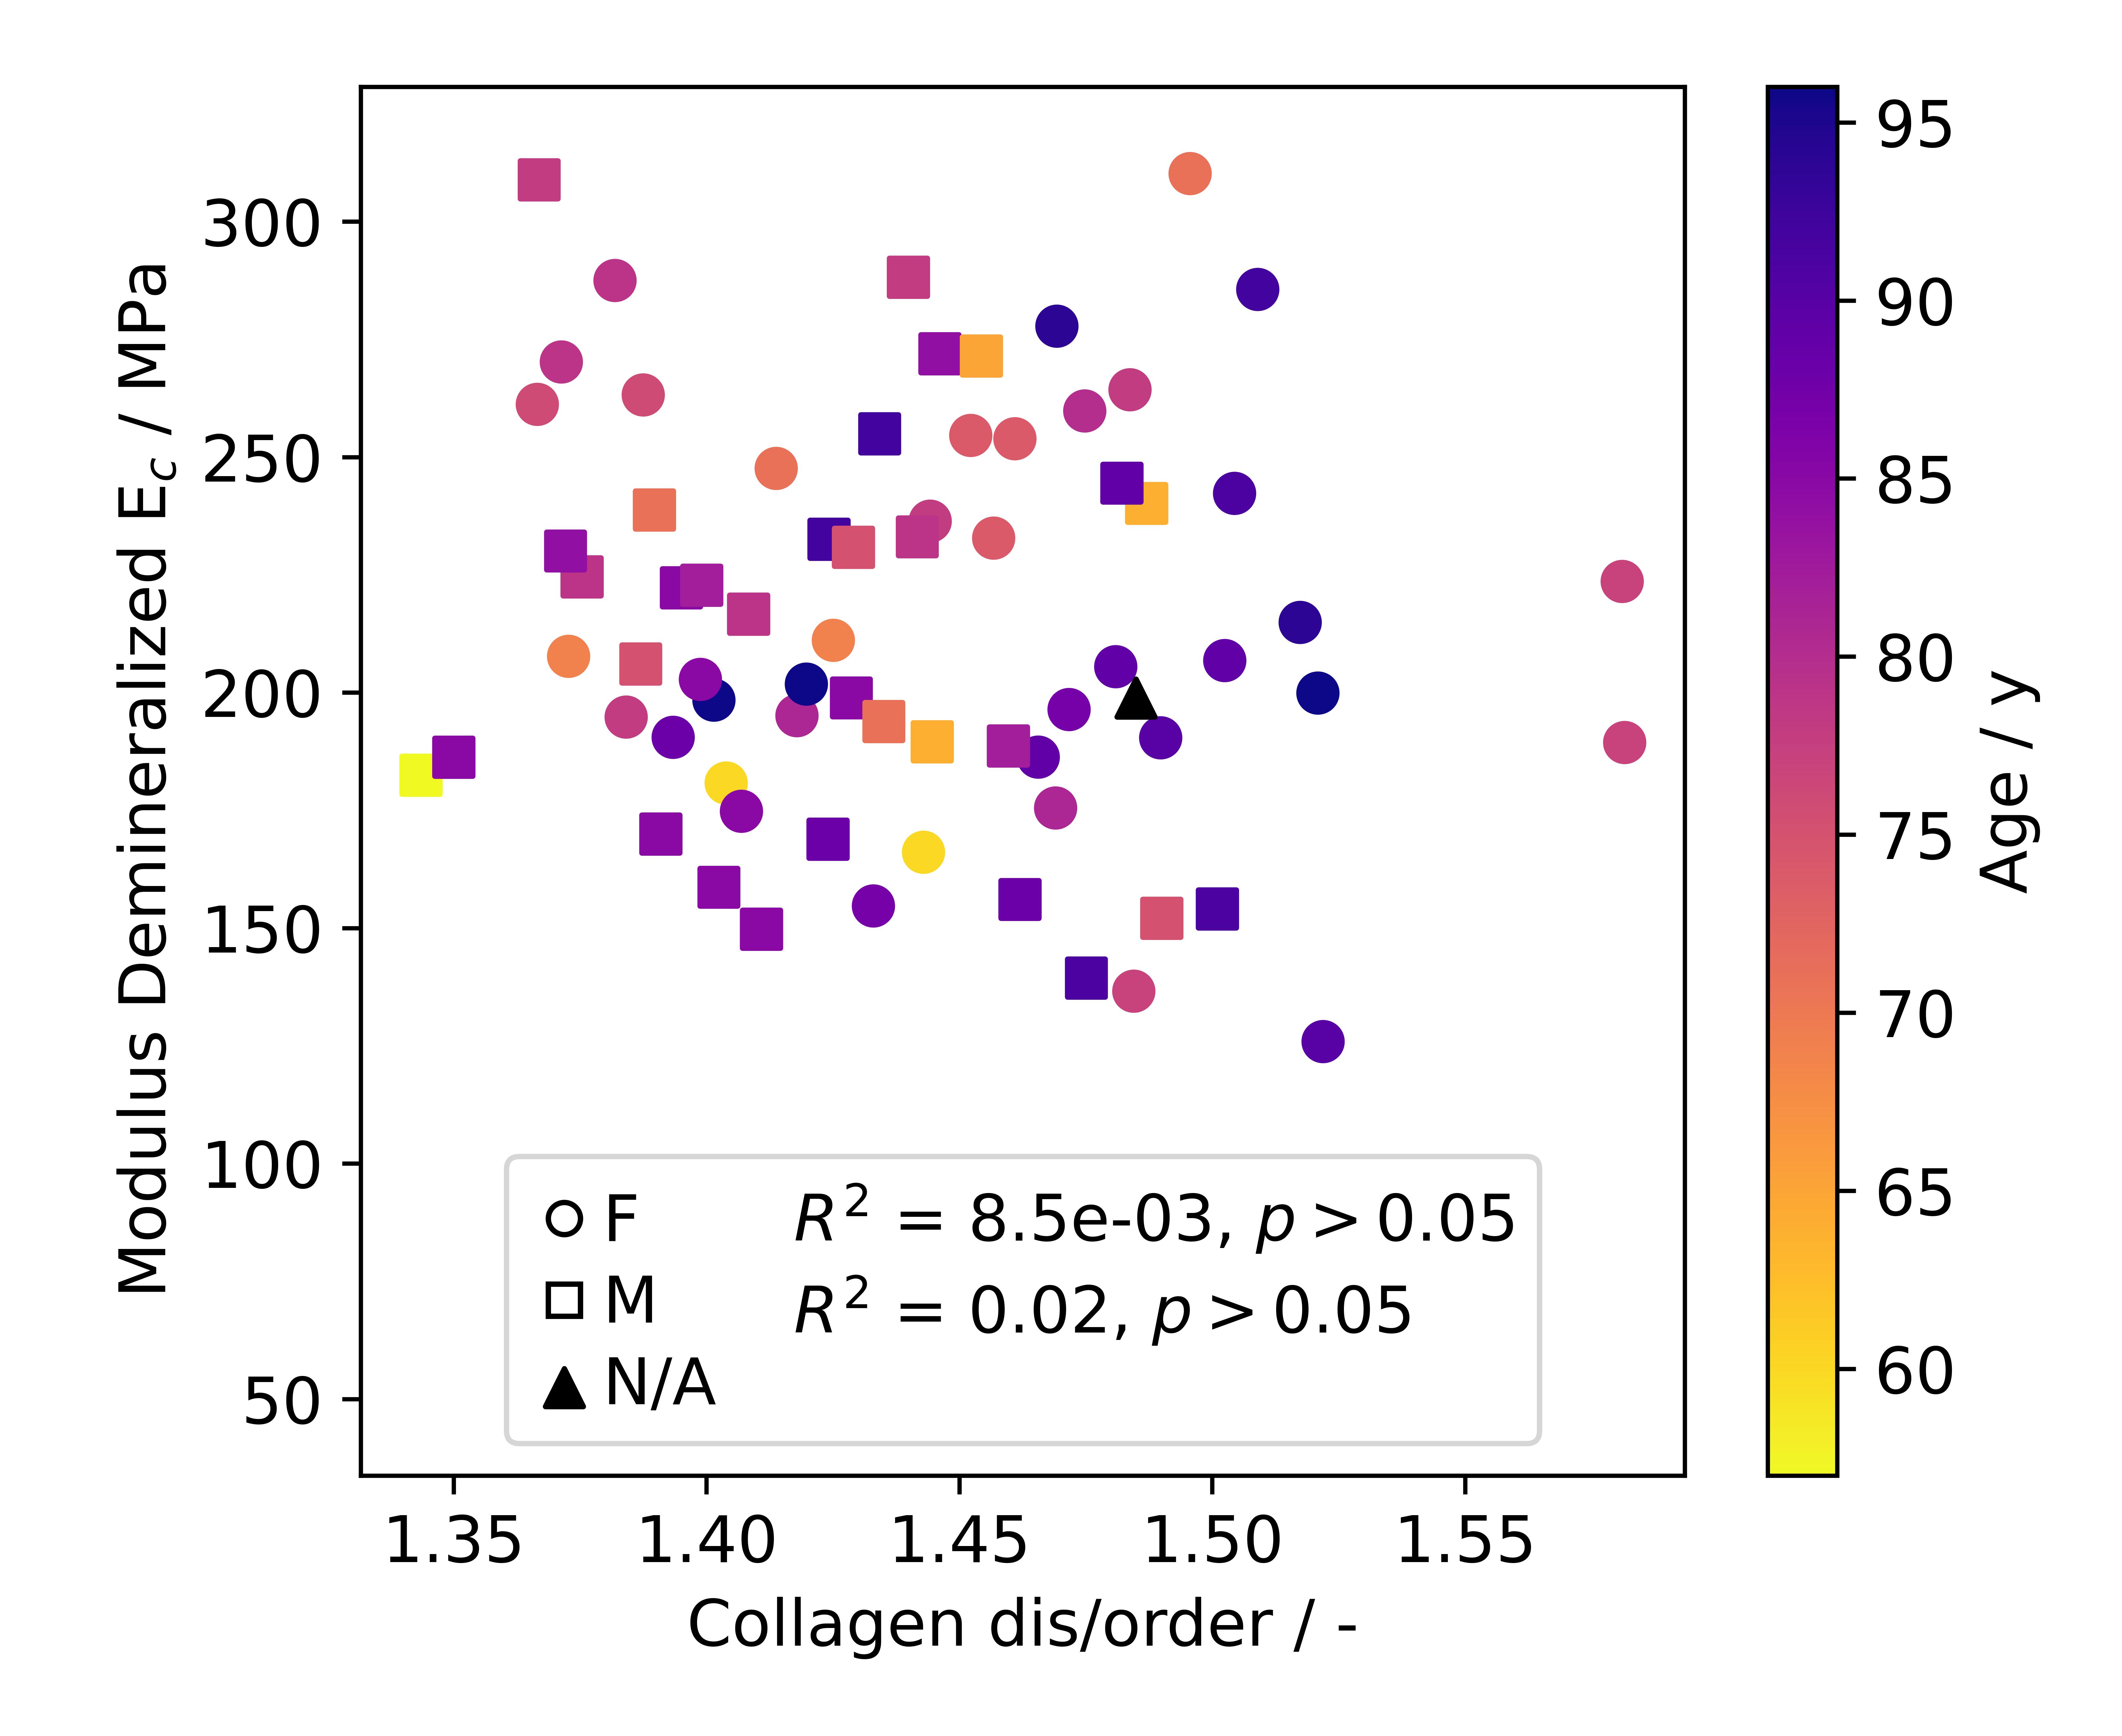 Modulus Demineralized E_c / MPa
300
250
200
150
100
50
1.35 1.40 1.45 1.50 1.55
Collagen dis/order / -
F R² = 8.5e-03, p > 0.05
M R² = 0.02, p > 0.05
N/A
95
90
85
80
75
70
65
60
Age / y